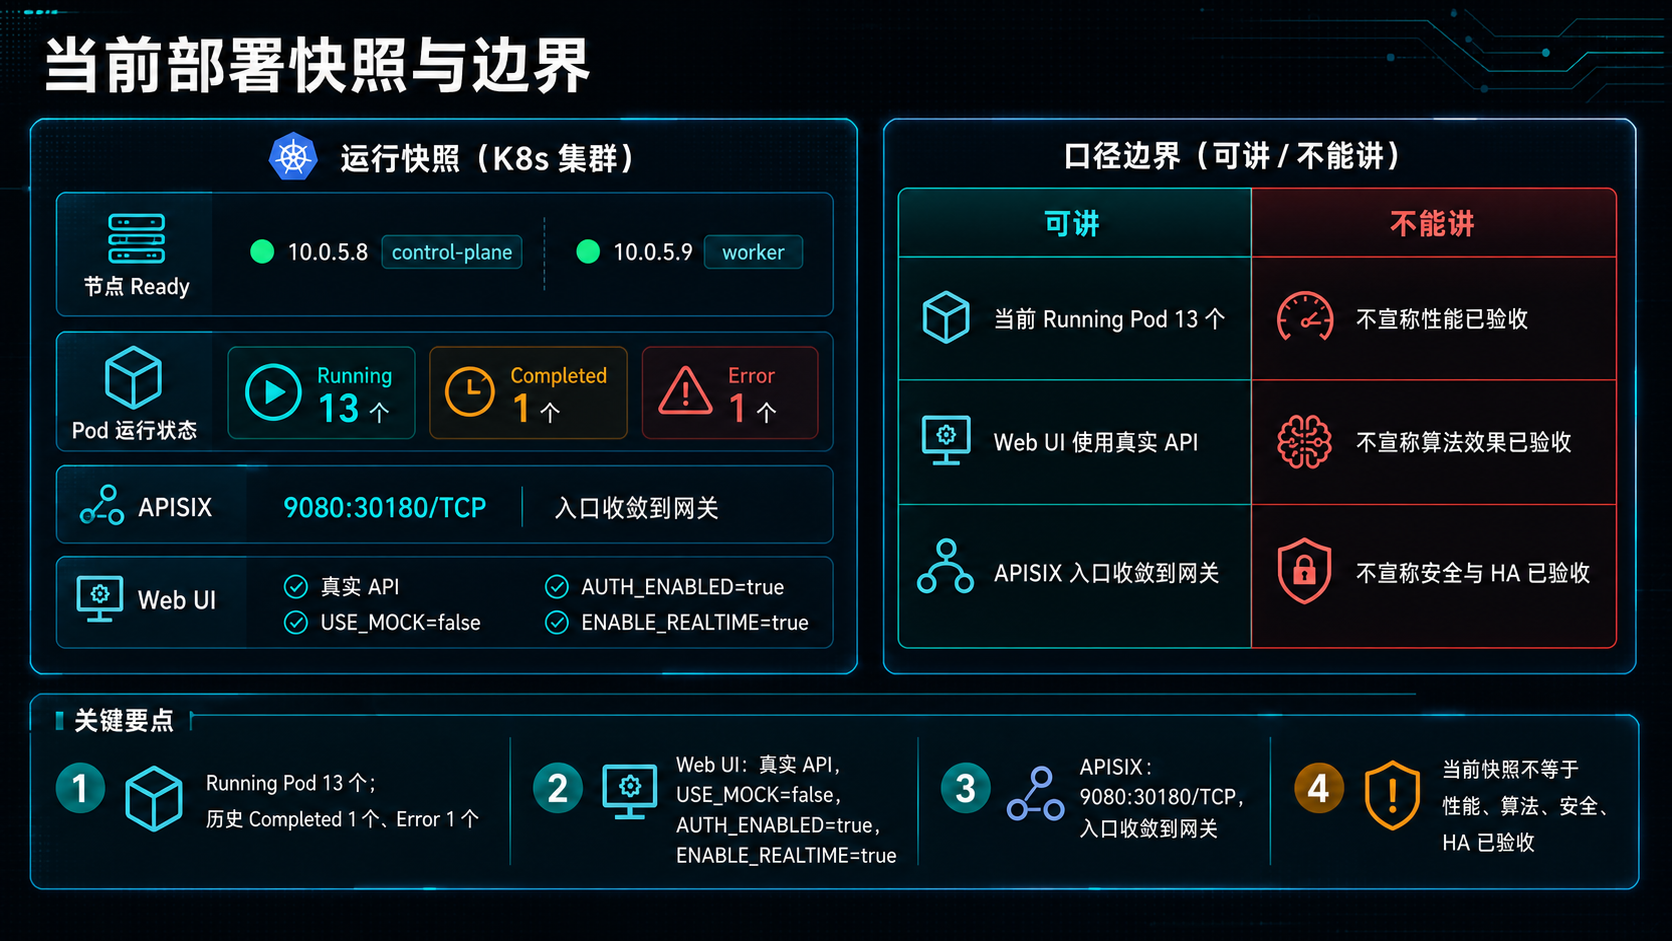 当前部署快照与边界
运行快照（K8s 集群）
节点 Ready
10.0.5.8 control-plane
10.0.5.9 worker
Pod 运行状态
Running
13 个
Completed
1 个
Error
1 个
APISIX
9080:30180/TCP
入口收敛到网关
Web UI
真实 API
AUTH_ENABLED=true
USE_MOCK=false
ENABLE_REALTIME=true
口径边界（可讲 / 不能讲）
可讲
不能讲
当前 Running Pod 13 个
不宣称性能已验收
Web UI 使用真实 API
不宣称算法效果已验收
APISIX 入口收敛到网关
不宣称安全与 HA 已验收
关键要点
1
Running Pod 13 个；
历史 Completed 1 个、Error 1 个
2
Web UI：真实 API，
USE_MOCK=false，
AUTH_ENABLED=true，
ENABLE_REALTIME=true
3
APISIX：
9080:30180/TCP，
入口收敛到网关
4
当前快照不等于
性能、算法、安全、
HA 已验收